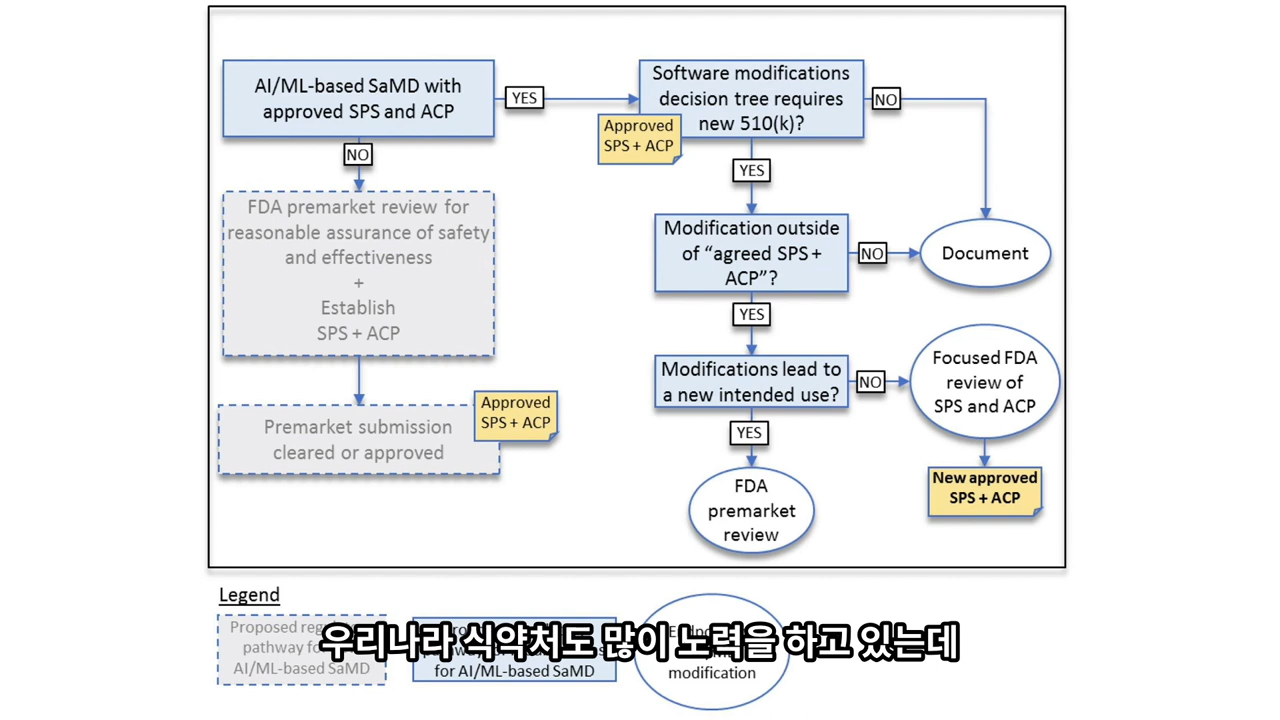 AI/ML-based SaMD with
approved SPS and ACP
YES
Software modifications
decision tree requires
new 510(k)?
NO
Approved
SPS + ACP
NO
YES
FDA premarket review for
reasonable assurance of safety
and effectiveness
+
Establish
SPS + ACP
Modification outside
of “agreed SPS +
ACP”?
NO
Document
YES
Modifications lead to
a new intended use?
NO
Focused FDA
review of
SPS and ACP
Approved
SPS + ACP
Premarket submission
cleared or approved
YES
New approved
SPS + ACP
FDA
premarket
review
Legend
Proposed
pathway
AI/ML-based SaMD
for AI/ML-based SaMD
modification
우리나라 식약처도 많이 노력을 하고 있는데